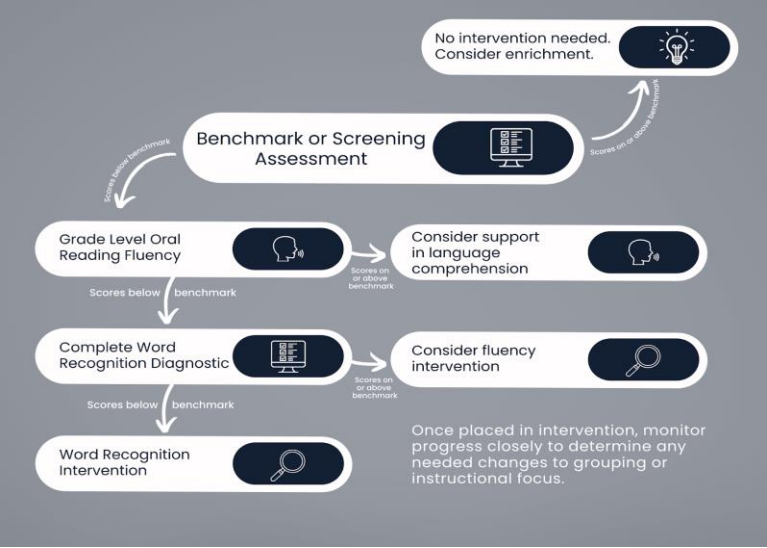 No intervention needed.
Consider enrichment.
Benchmark or Screening
Assessment
Scores below benchmark
Scores on or above benchmark
Grade Level Oral
Reading Fluency
Scores on
or above
benchmark
Consider support
in language
comprehension
Scores below benchmark
Complete Word
Recognition Diagnostic
Scores on
or above
benchmark
Consider fluency
intervention
Scores below benchmark
Word Recognition
Intervention
Once placed in intervention, monitor
progress closely to determine any
needed changes to grouping or
instructional focus.